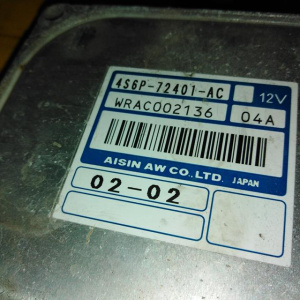 4S6P-72401-AC 12V
WRAC002136 04A
AISIN AW CO., LTD. JAPAN
02-02